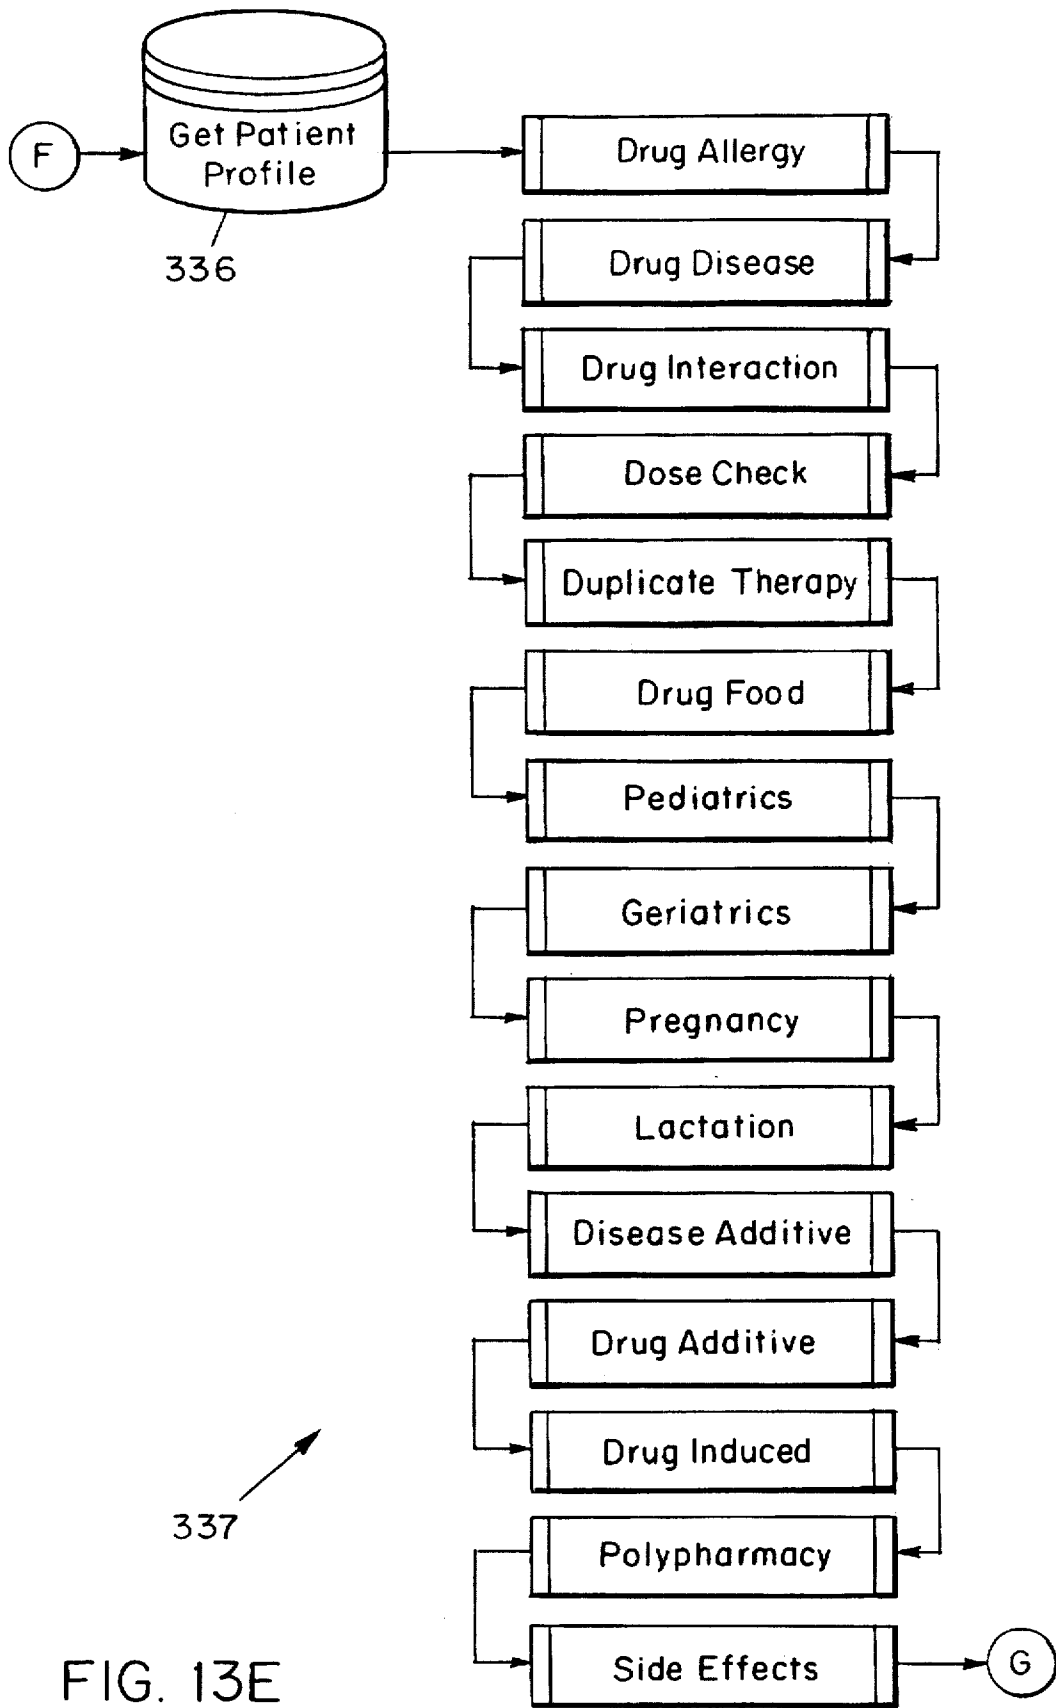 F
Get Patient
Profile
336
Drug Allergy
Drug Disease
Drug Interaction
Dose Check
Duplicate Therapy
Drug Food
Pediatrics
Geriatrics
Pregnancy
Lactation
Disease Additive
Drug Additive
Drug Induced
337
Polypharmacy
Side Effects
G
FIG. 13E